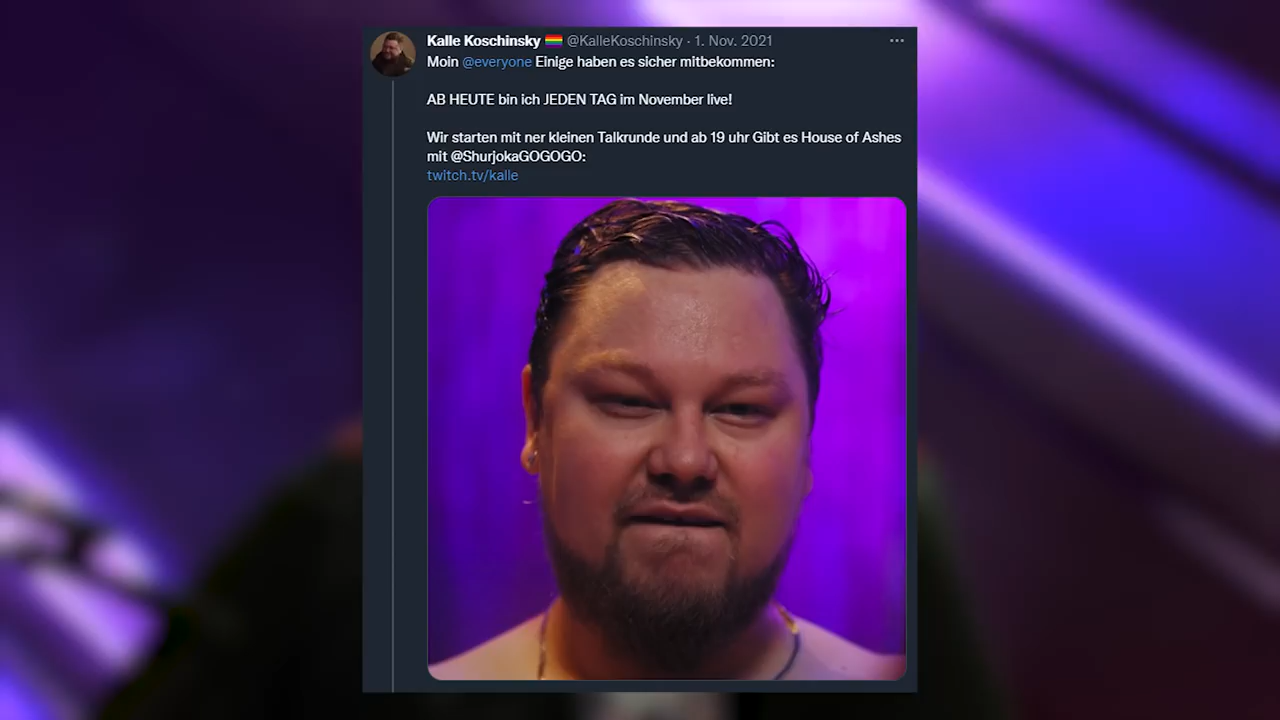 Kalle Koschinsky 🏳️‍🌈 @KalleKoschinsky · 1. Nov. 2021
Moin @everyone Einige haben es sicher mitbekommen:
AB HEUTE bin ich JEDEN TAG im November live!
Wir starten mit ner kleinen Talkrunde und ab 19 uhr Gibt es House of Ashes
mit @ShurjokaGOGOGO:
twitch.tv/kalle